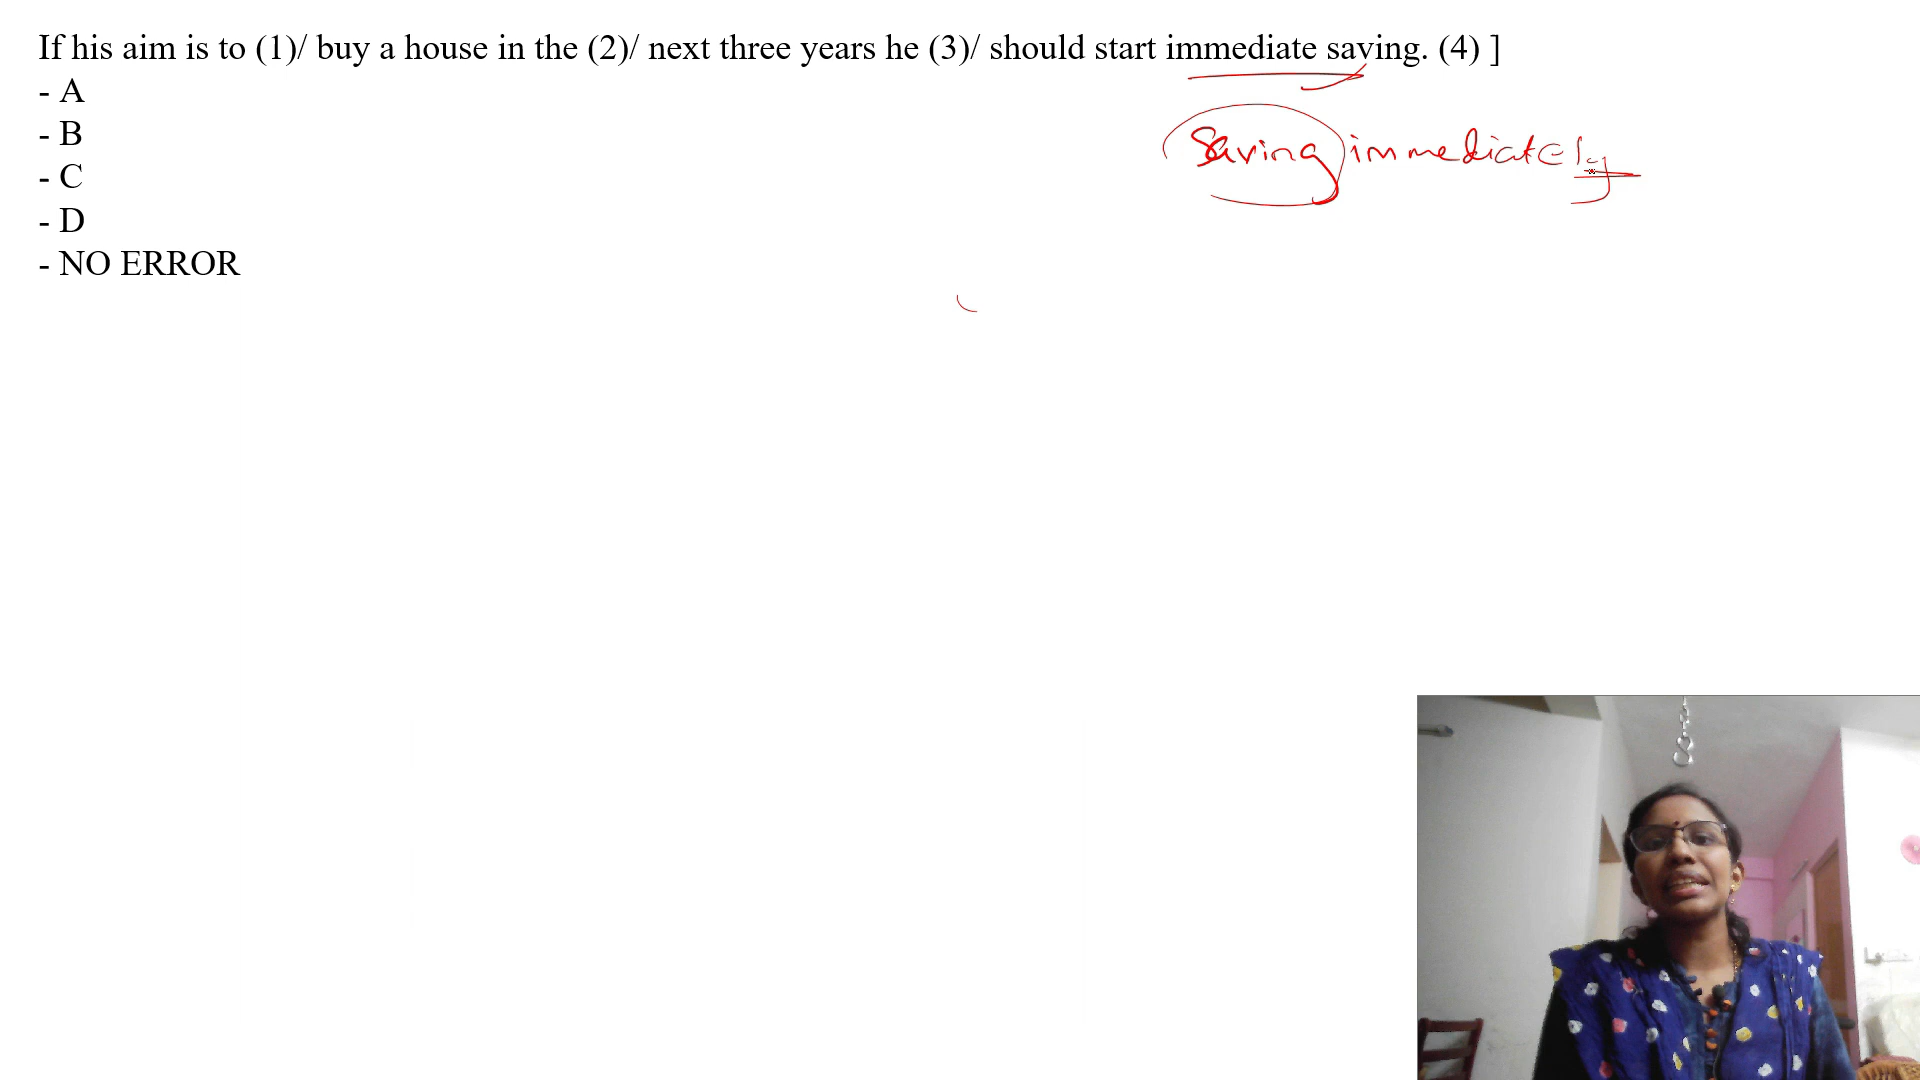 If his aim is to (1)/ buy a house in the (2)/ next three years he (3)/ should start immediate saving. (4) ]
- A
- B
- C
- D
- NO ERROR
Saving immediately